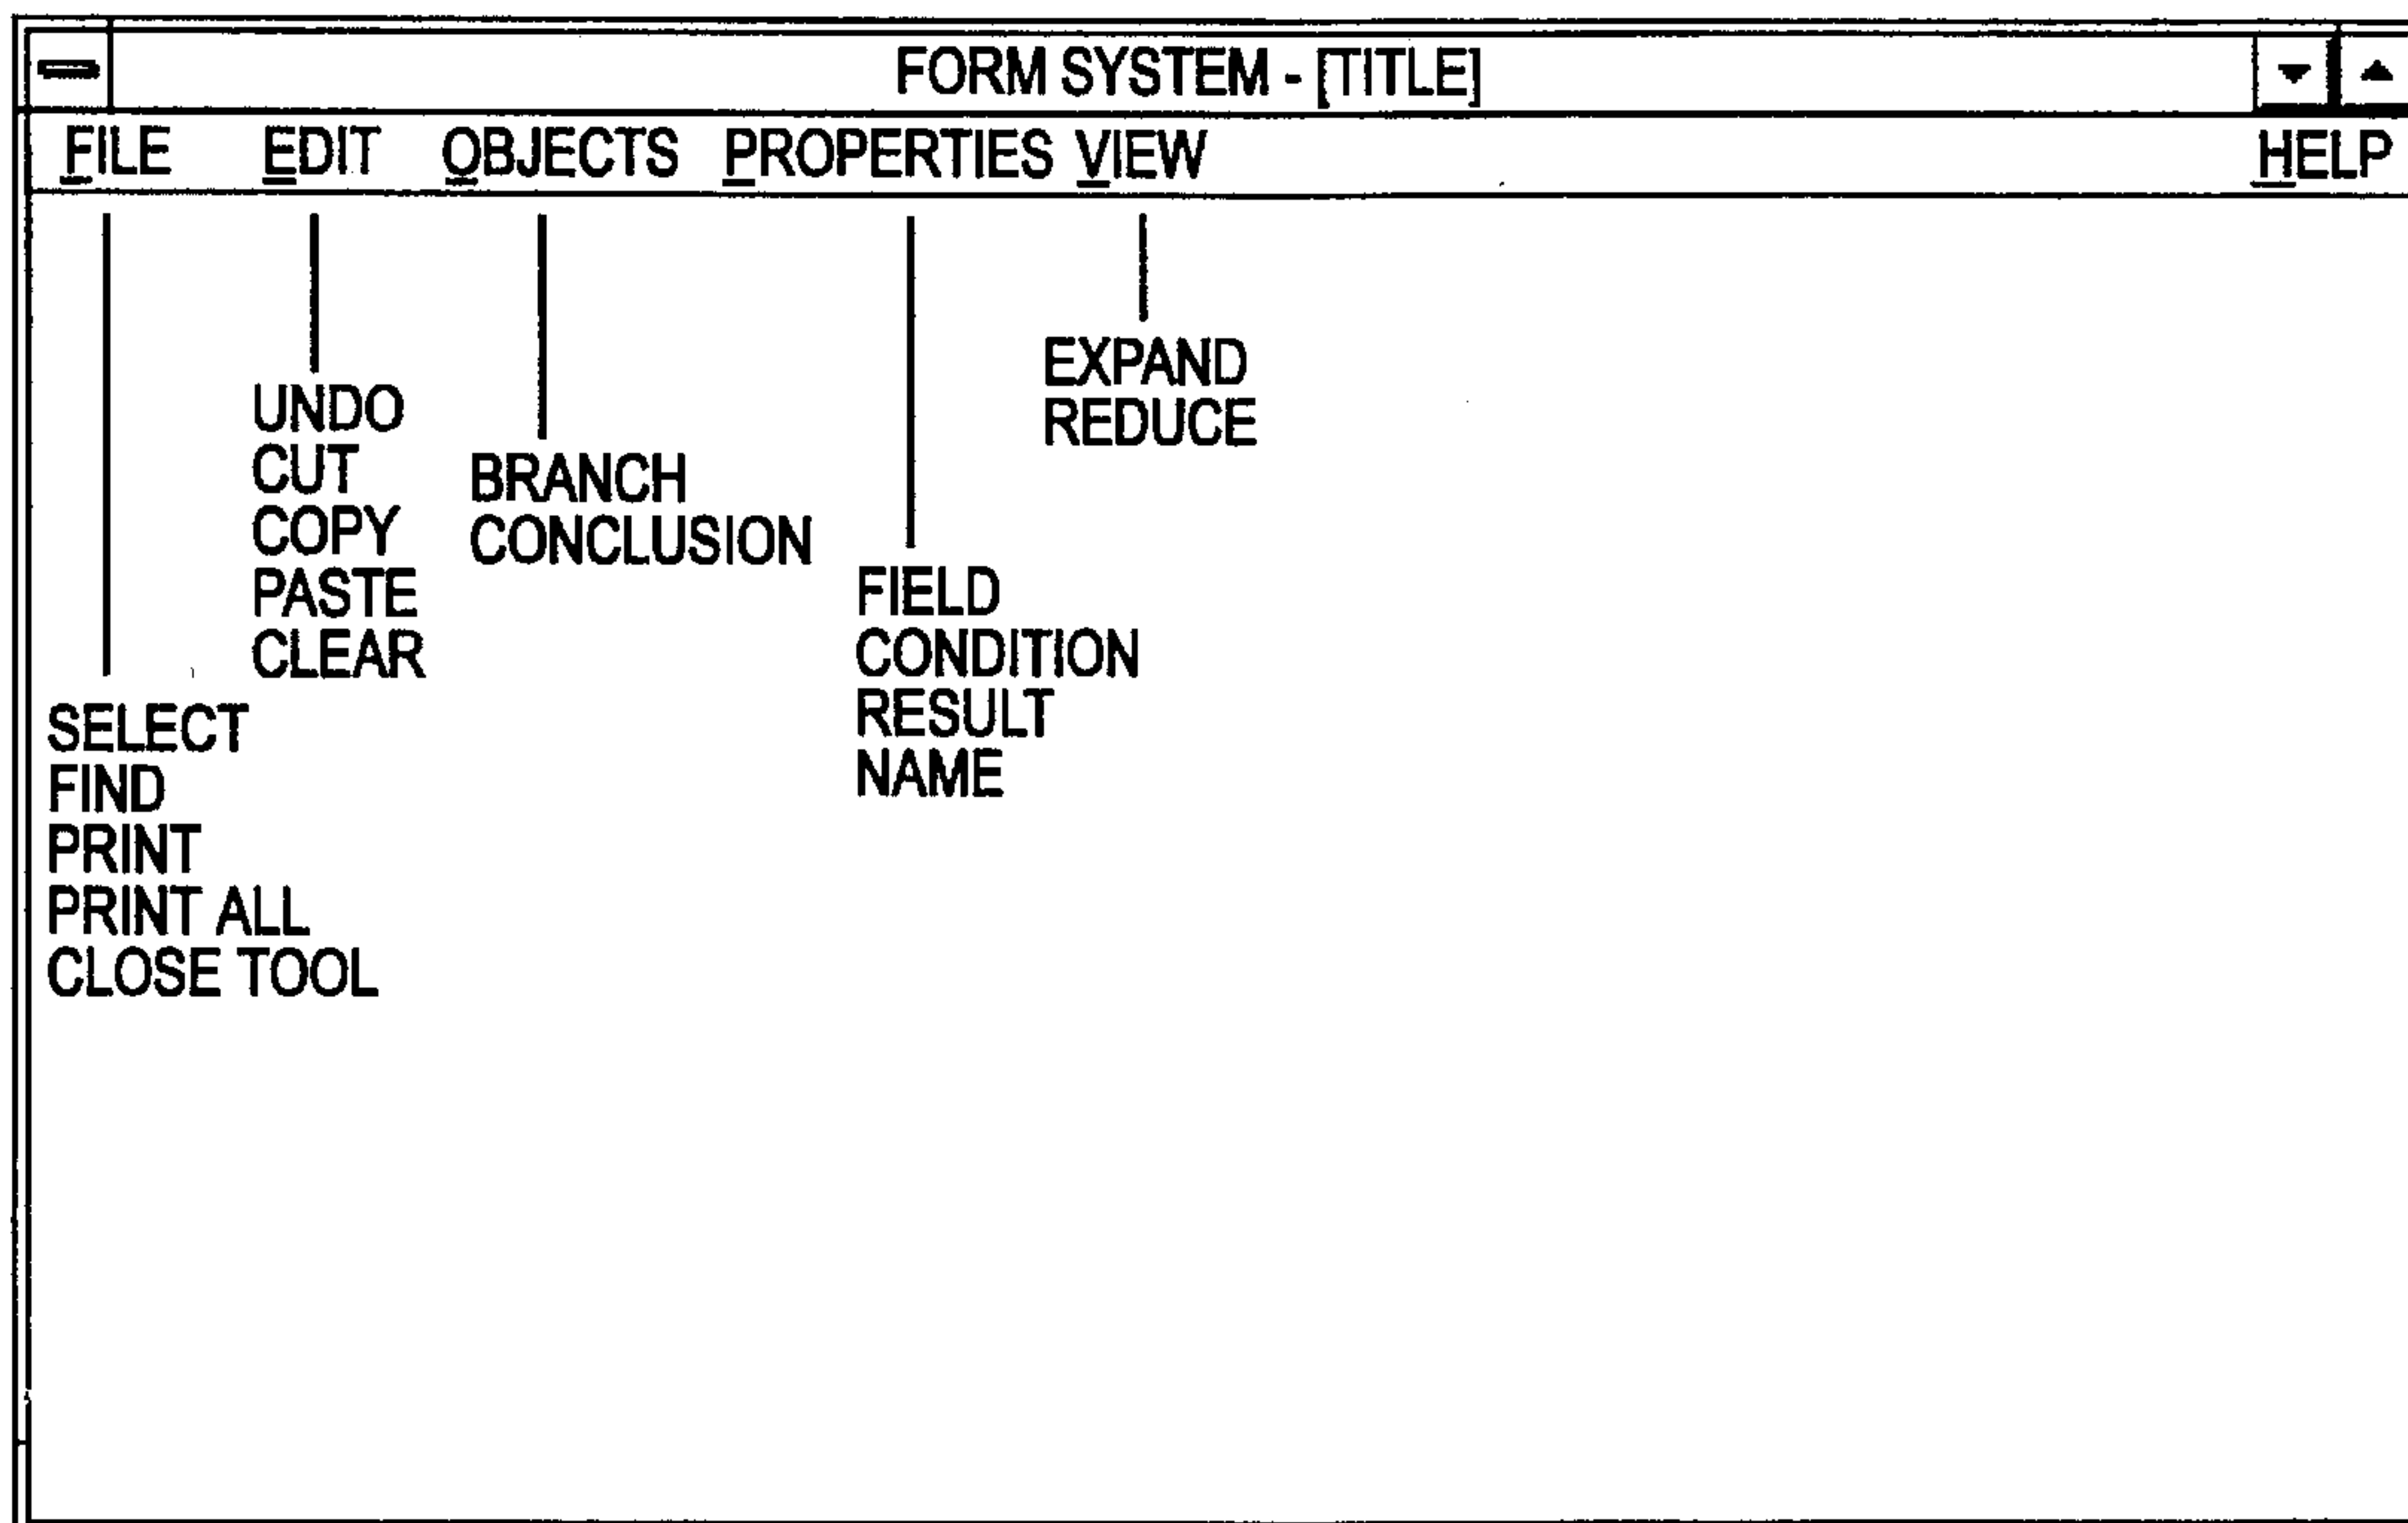 FORM SYSTEM - [TITLE]
FILE EDIT OBJECTS PROPERTIES VIEW HELP
EXPAND
REDUCE
UNDO
CUT
COPY
PASTE
CLEAR
BRANCH
CONCLUSION
FIELD
CONDITION
RESULT
NAME
SELECT
FIND
PRINT
PRINT ALL
CLOSE TOOL